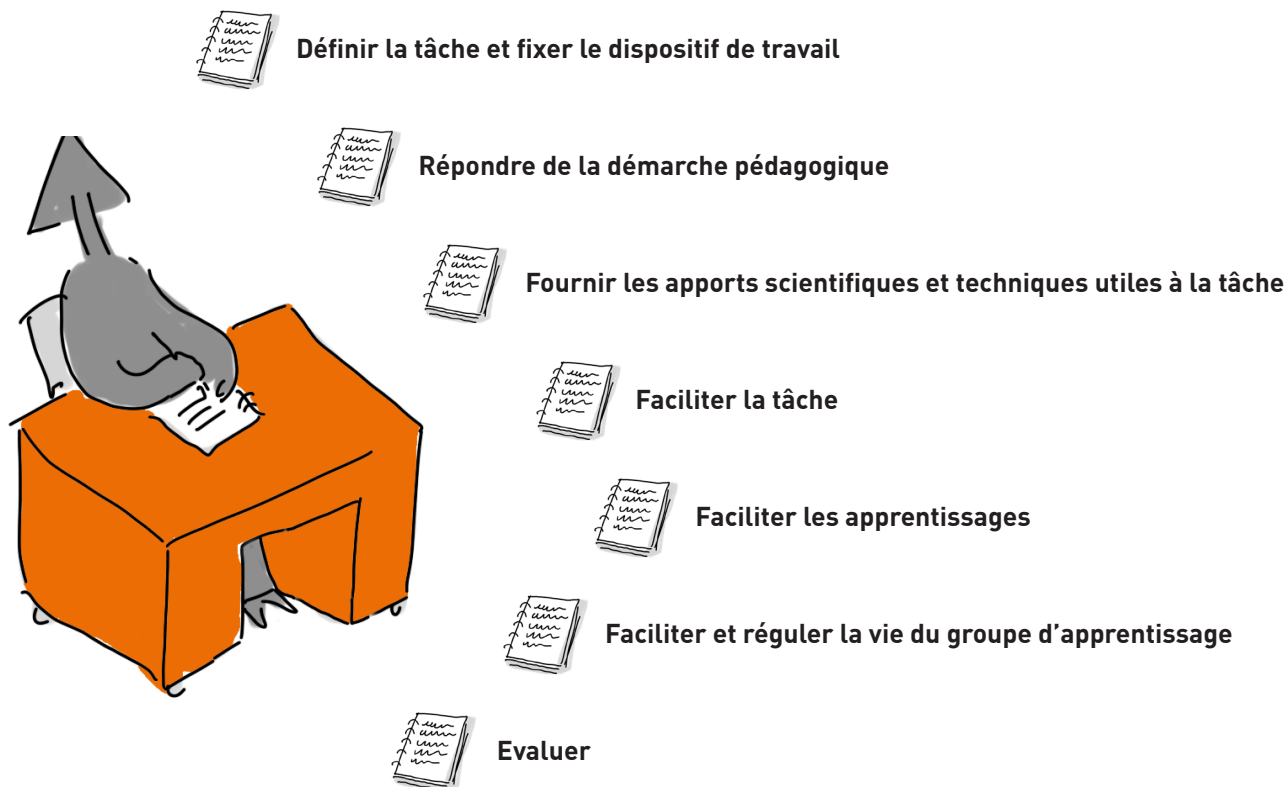 Définir la tâche et fixer le dispositif de travail
Répondre de la démarche pédagogique
Fournir les apports scientifiques et techniques utiles à la tâche
Faciliter la tâche
Faciliter les apprentissages
Faciliter et réguler la vie du groupe d’apprentissage
Evaluer